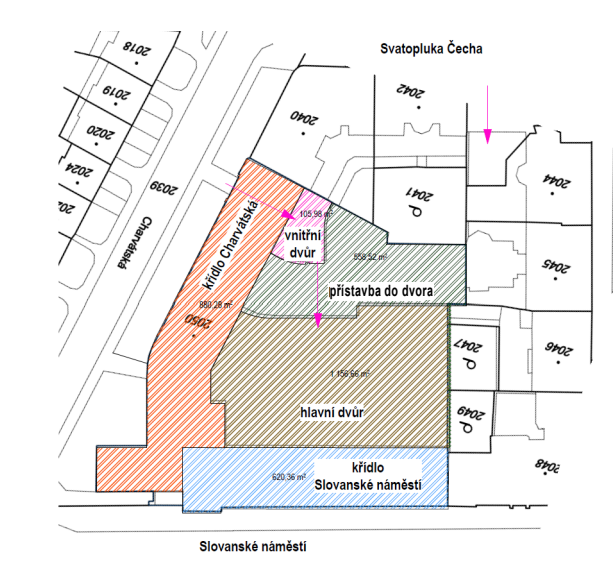 Svatopluka Čecha
2018
2019
2020
2024
2039
2040
2042
2041
2044
2045
2046
2047
2049
2048
Charvátská
křídlo Charvátská
105,98 m²
vnitřní
dvůr
558,52 m²
přístavba do dvora
880,28 m²
2050
1 156,66 m²
hlavní dvůr
620,36 m²
křídlo
Slovanské náměstí
Slovanské náměstí